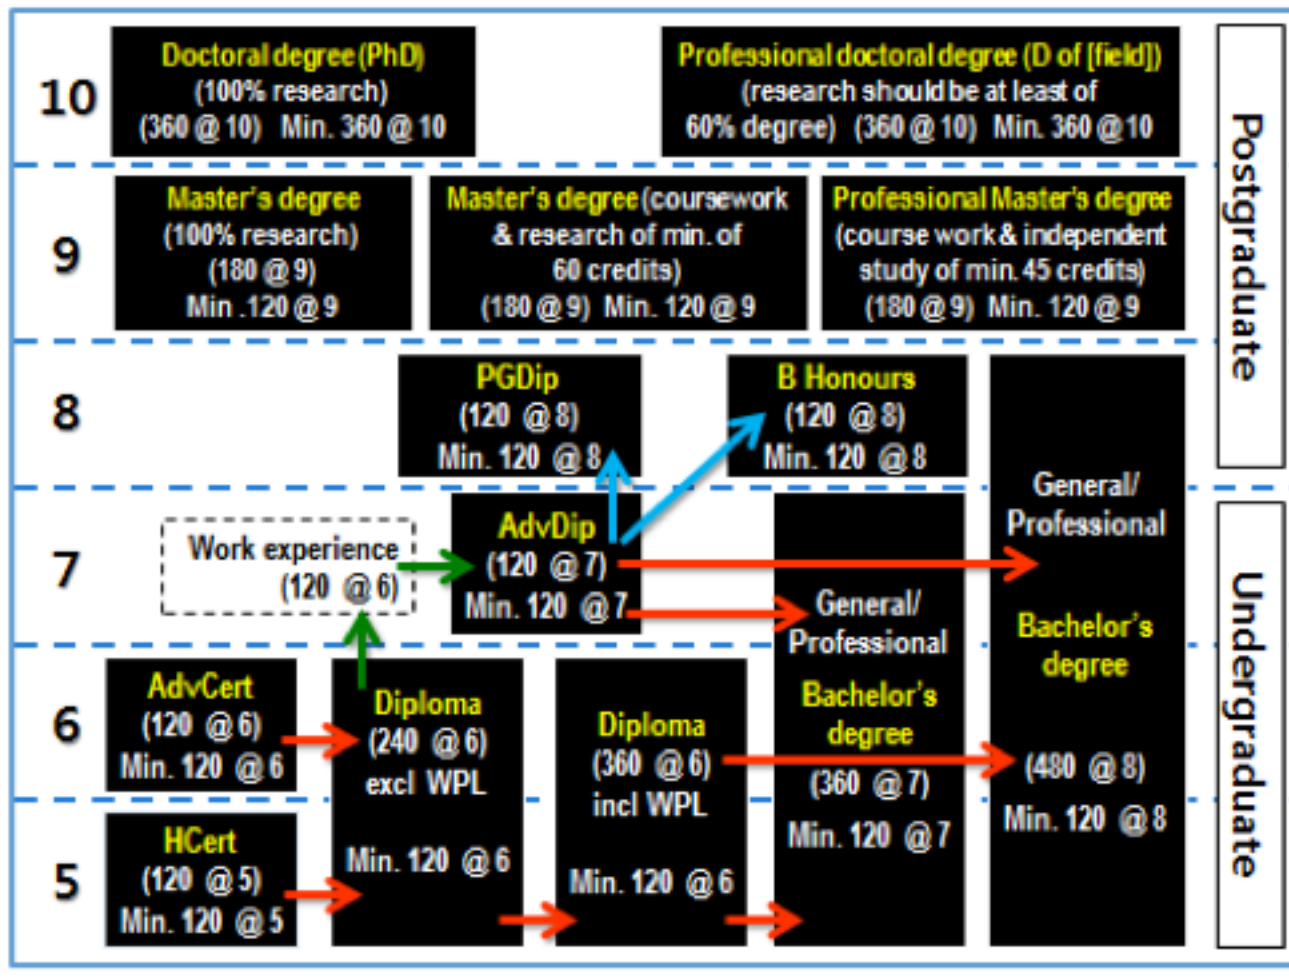 10
Doctoral degree (PhD)
(100% research)
(360 @ 10) Min. 360 @ 10
Professional doctoral degree (D of [field])
(research should be at least of
60% degree) (360 @ 10) Min. 360 @ 10
Postgraduate
9
Master's degree
(100% research)
(180 @ 9)
Min .120 @ 9
Master's degree (coursework
& research of min. of
60 credits)
(180 @ 9) Min. 120 @ 9
Professional Master's degree
(course work & independent
study of min. 45 credits)
(180 @ 9) Min. 120 @ 9
8
PGDip
(120 @ 8)
Min. 120 @ 8
B Honours
(120 @ 8)
Min. 120 @ 8
General/
Professional
Bachelor's
degree
(480 @ 8)
Min. 120 @ 8
7
Work experience
(120 @ 6)
AdvDip
(120 @ 7)
Min. 120 @ 7
General/
Professional
Bachelor's
degree
(360 @ 7)
Min. 120 @ 7
Undergraduate
6
AdvCert
(120 @ 6)
Min. 120 @ 6
Diploma
(240 @ 6)
excl WPL
Min. 120 @ 6
Diploma
(360 @ 6)
incl WPL
Min. 120 @ 6
5
HCert
(120 @ 5)
Min. 120 @ 5